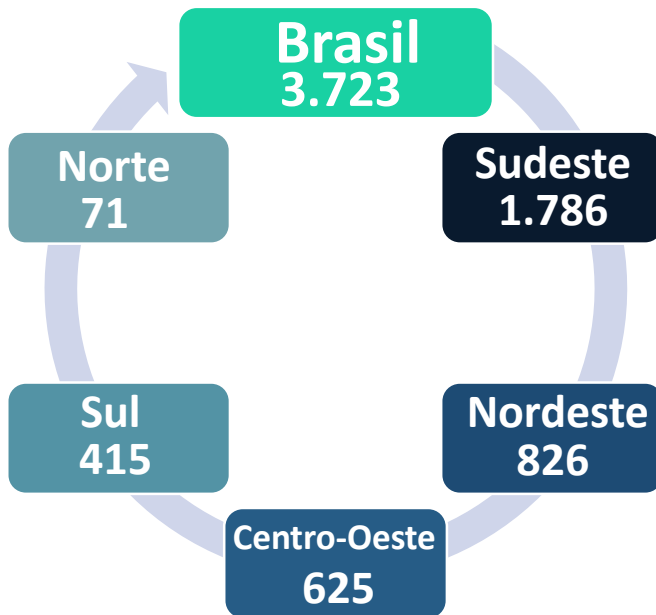 Brasil
3.723
Sudeste
1.786
Nordeste
826
Centro-Oeste
625
Sul
415
Norte
71